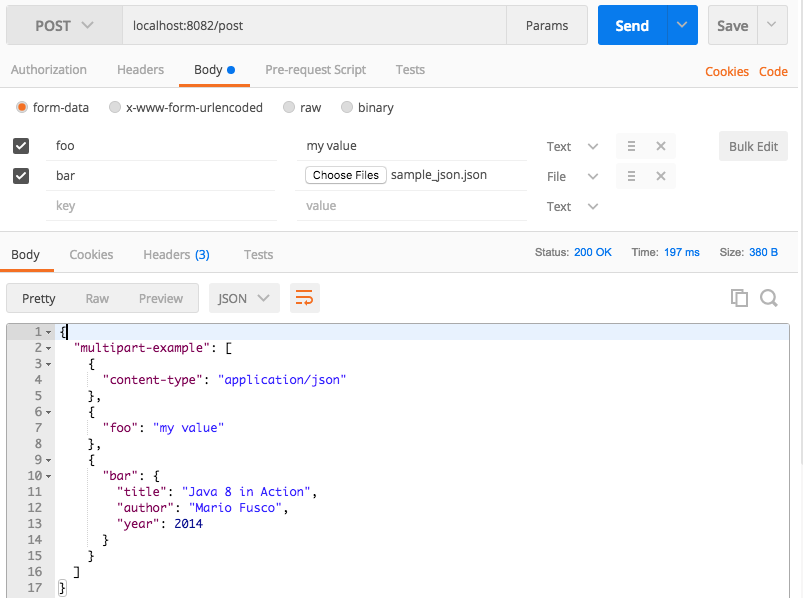 POST localhost:8082/post Params Send Save
Authorization Headers Body Pre-request Script Tests Cookies Code
form-data x-www-form-urlencoded raw binary
foo my value Text Bulk Edit
bar Choose Files sample_json.json File
key value Text
Body Cookies Headers (3) Tests Status: 200 OK Time: 197 ms Size: 380 B
Pretty Raw Preview JSON
1 {
2 "multipart-example": [
3 {
4 "content-type": "application/json"
5 },
6 {
7 "foo": "my value"
8 },
9 {
10 "bar": {
11 "title": "Java 8 in Action",
12 "author": "Mario Fusco",
13 "year": 2014
14 }
15 }
16 ]
17 }